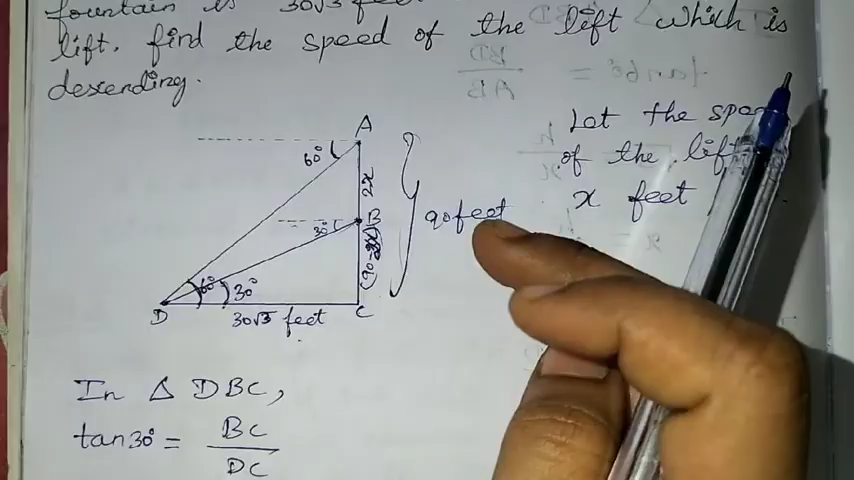 fountain is 30√3 feet
lift. find the speed of the lift which is
descending.
Let the
of the lift
x feet
A
60°
2x
B
30°
90 feet
60°
30°
D
30√3 feet
C
In △ DBC,
tan30° = BC
DC